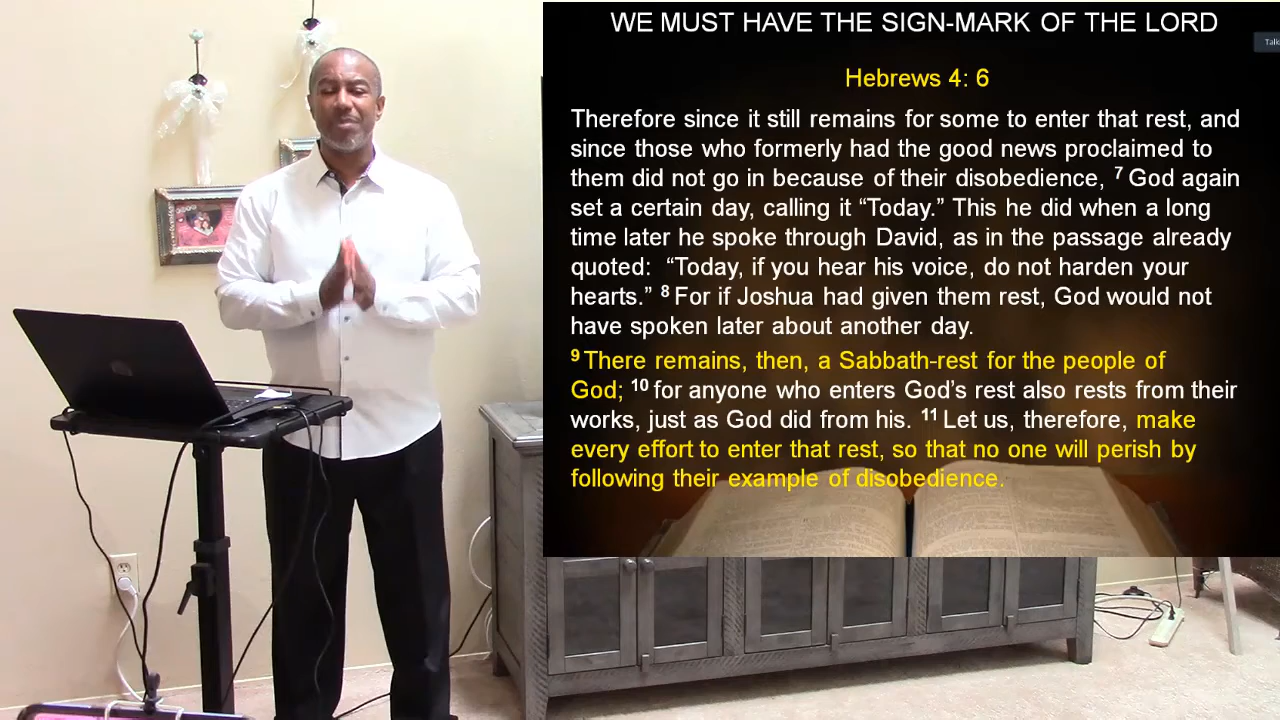 WE MUST HAVE THE SIGN-MARK OF THE LORD
Talk
Hebrews 4: 6
Therefore since it still remains for some to enter that rest, and
since those who formerly had the good news proclaimed to
them did not go in because of their disobedience, 7 God again
set a certain day, calling it “Today.” This he did when a long
time later he spoke through David, as in the passage already
quoted: “Today, if you hear his voice, do not harden your
hearts.” 8 For if Joshua had given them rest, God would not
have spoken later about another day.
9 There remains, then, a Sabbath-rest for the people of
God; 10 for anyone who enters God’s rest also rests from their
works, just as God did from his. 11 Let us, therefore, make
every effort to enter that rest, so that no one will perish by
following their example of disobedience.